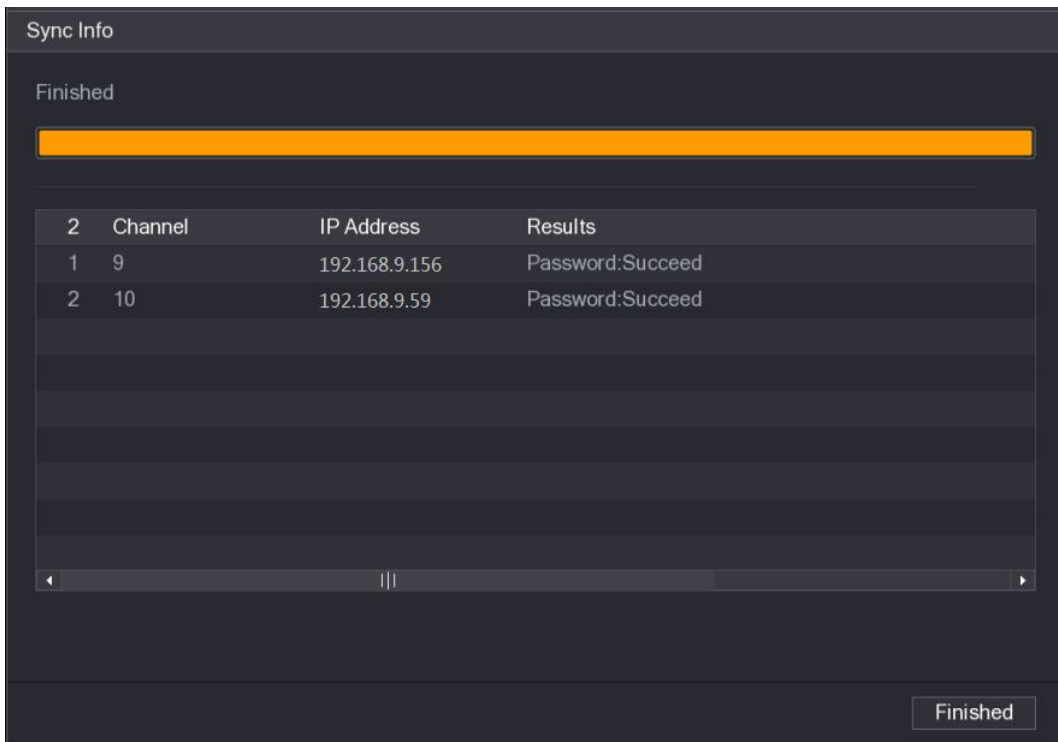 Sync Info
Finished
2 Channel IP Address Results
1 9 192.168.9.156 Password:Succeed
2 10 192.168.9.59 Password:Succeed
Finished